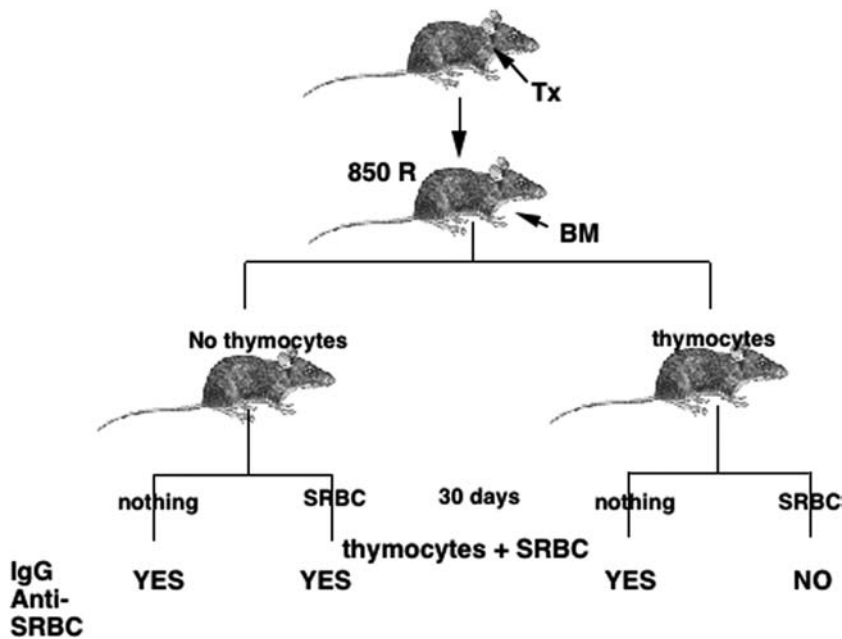 Tx
850 R
BM
No thymocytes
thymocytes
nothing
SRBC
30 days
nothing
SRBC
thymocytes + SRBC
IgG
Anti-
SRBC
YES
YES
YES
NO